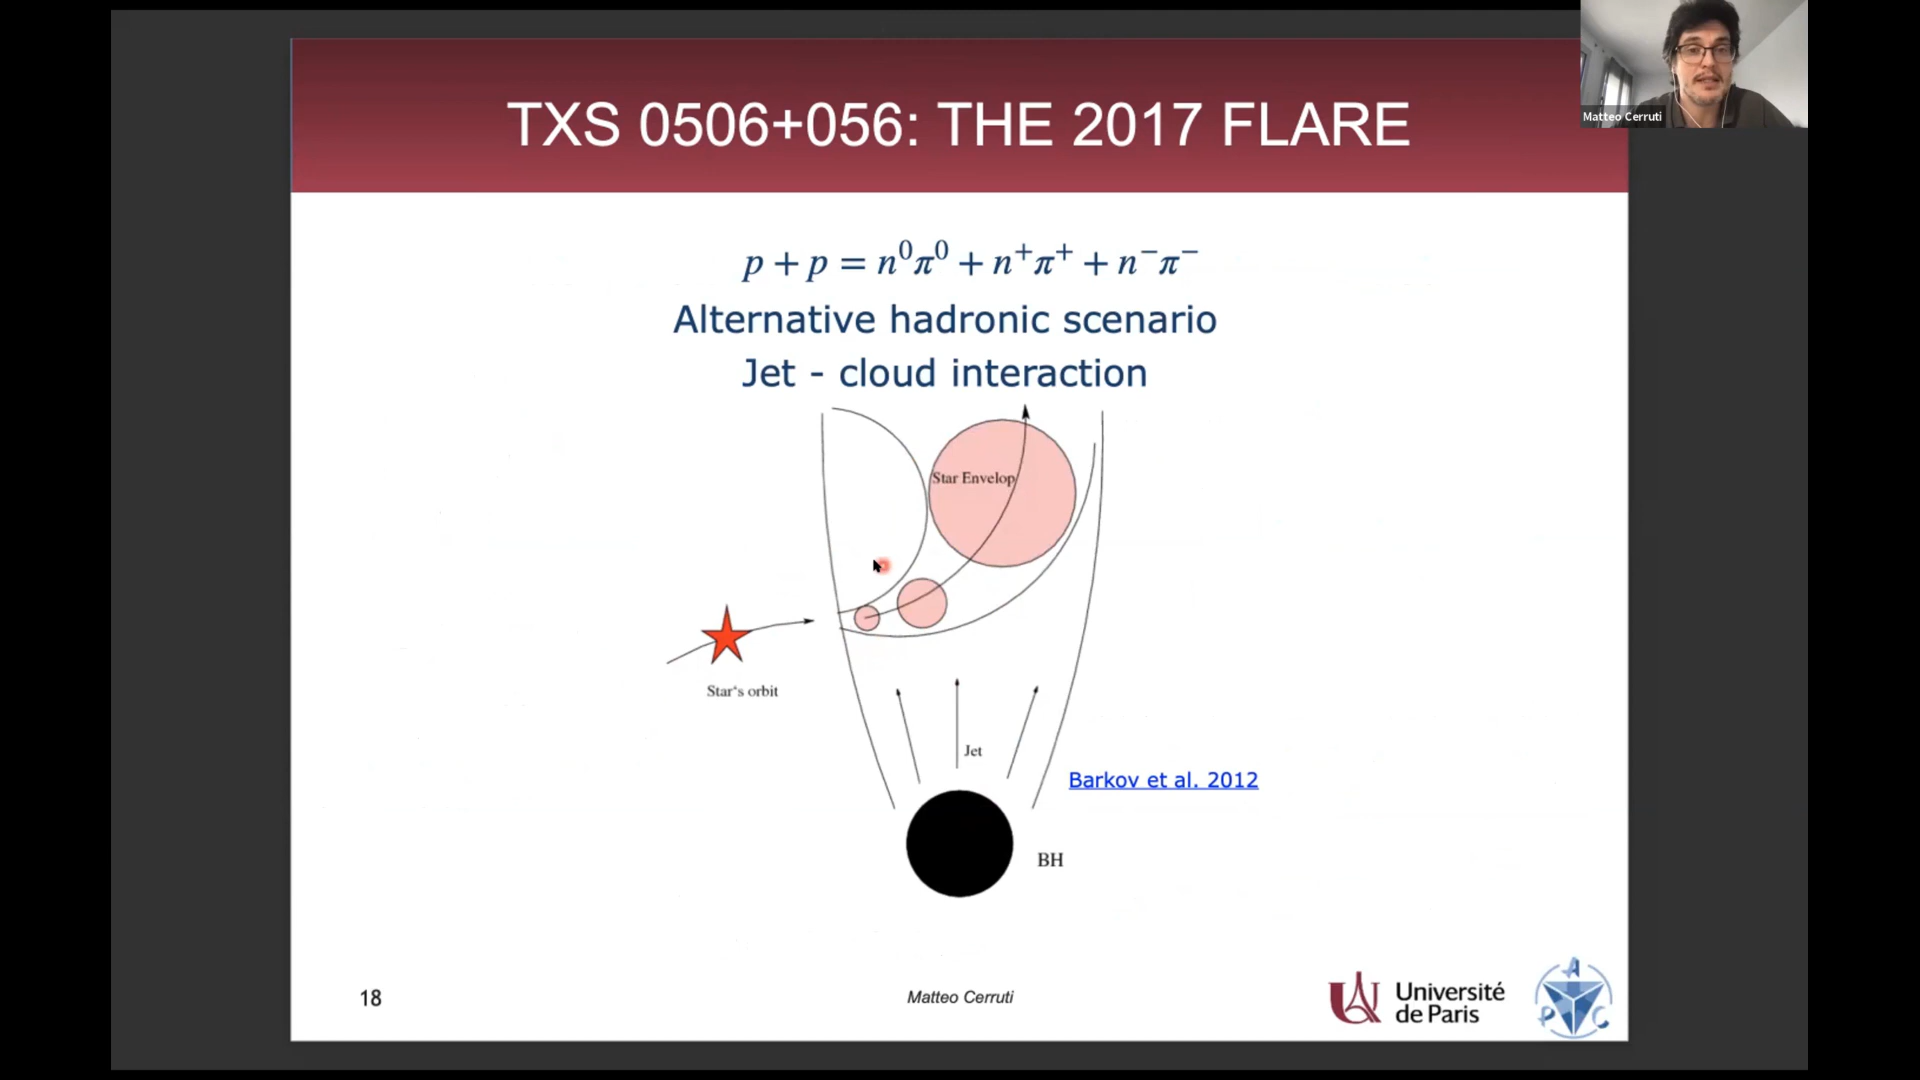 Matteo Cerruti
TXS 0506+056: THE 2017 FLARE
p + p = n⁰π⁰ + n⁺π⁺ + n⁻π⁻
Alternative hadronic scenario
Jet - cloud interaction
Star Envelop
Star's orbit
Jet
Barkov et al. 2012
BH
18
Matteo Cerruti
Université
de Paris
A
P C